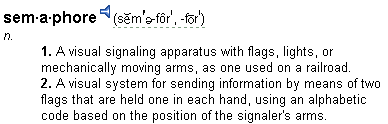 sem·a·phore (sĕm′ə-fôr′, -fōr′)
n.
1. A visual signaling apparatus with flags, lights, or
mechanically moving arms, as one used on a railroad.
2. A visual system for sending information by means of two
flags that are held one in each hand, using an alphabetic
code based on the position of the signaler's arms.